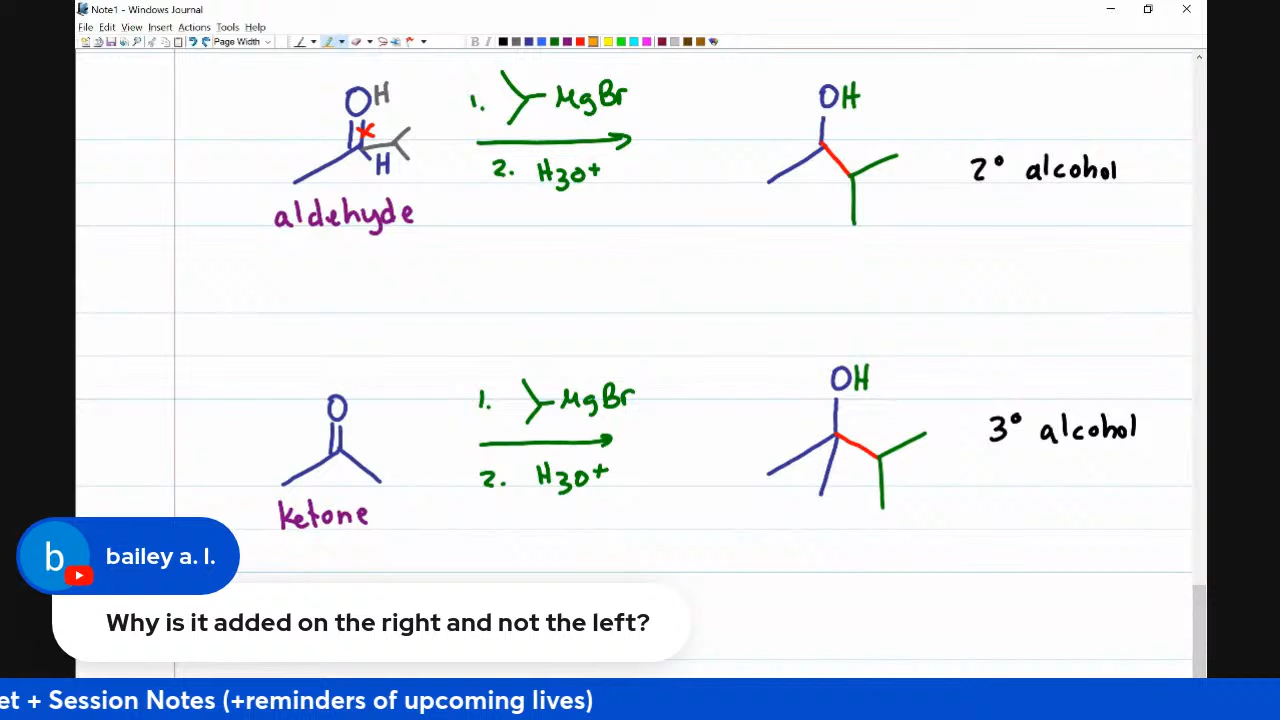 Note1 - Windows Journal
File Edit View Insert Actions Tools Help
Page Width
B I
OH
H
aldehyde
1. MgBr
2. H3O+
OH
2° alcohol
O
ketone
1. MgBr
2. H3O+
OH
3° alcohol
b
bailey a. l.
Why is it added on the right and not the left?
et + Session Notes (+reminders of upcoming lives)